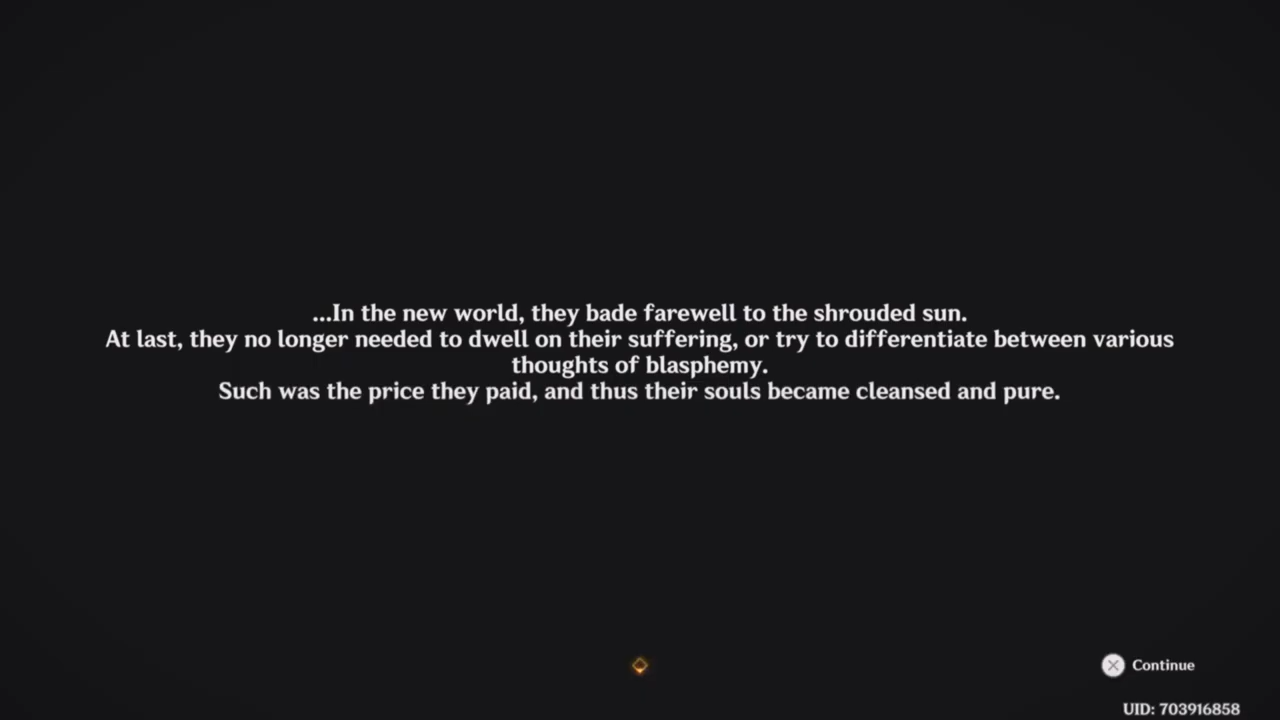 ...In the new world, they bade farewell to the shrouded sun.
At last, they no longer needed to dwell on their suffering, or try to differentiate between various
thoughts of blasphemy.
Such was the price they paid, and thus their souls became cleansed and pure.
Continue
UID: 703916858